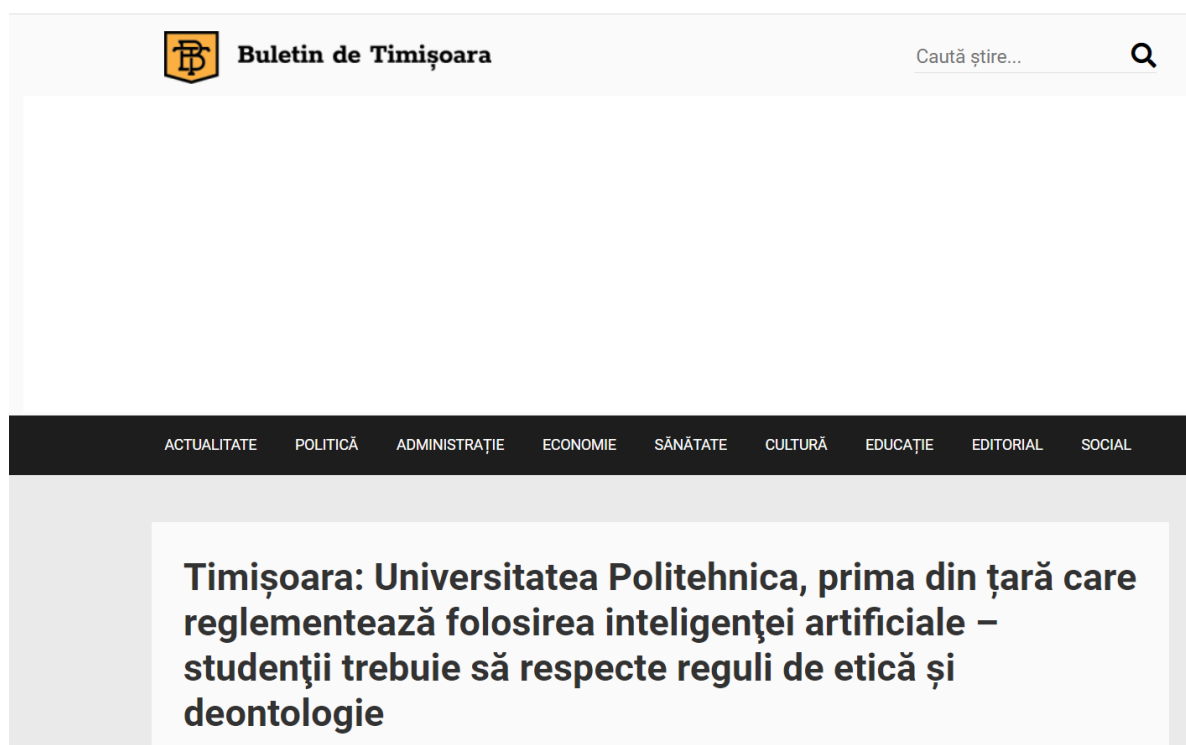 Buletin de Timișoara
Caută știre...
ACTUALITATE POLITICĂ ADMINISTRAȚIE ECONOMIE SĂNĂTATE CULTURĂ EDUCAȚIE EDITORIAL SOCIAL
Timișoara: Universitatea Politehnica, prima din țară care
reglementează folosirea inteligenţei artificiale –
studenţii trebuie să respecte reguli de etică și
deontologie